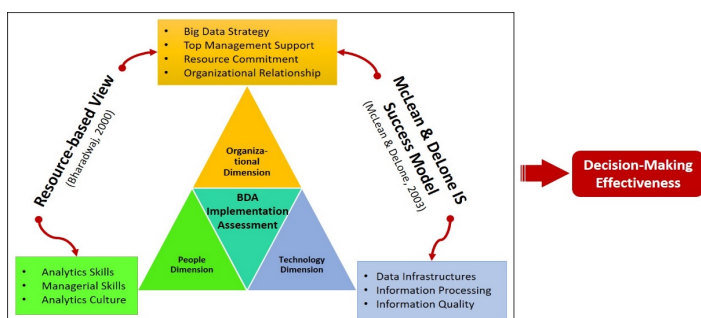 • Big Data Strategy
• Top Management Support
• Resource Commitment
• Organizational Relationship
Resource-based View
(Bharadwaj, 2000)
McLean & DeLone IS
Success Model
(McLean & DeLone, 2003)
Organiza-
tional
Dimension
BDA
Implementation
Assessment
People
Dimension
Technology
Dimension
• Analytics Skills
• Managerial Skills
• Analytics Culture
• Data Infrastructures
• Information Processing
• Information Quality
Decision-Making
Effectiveness